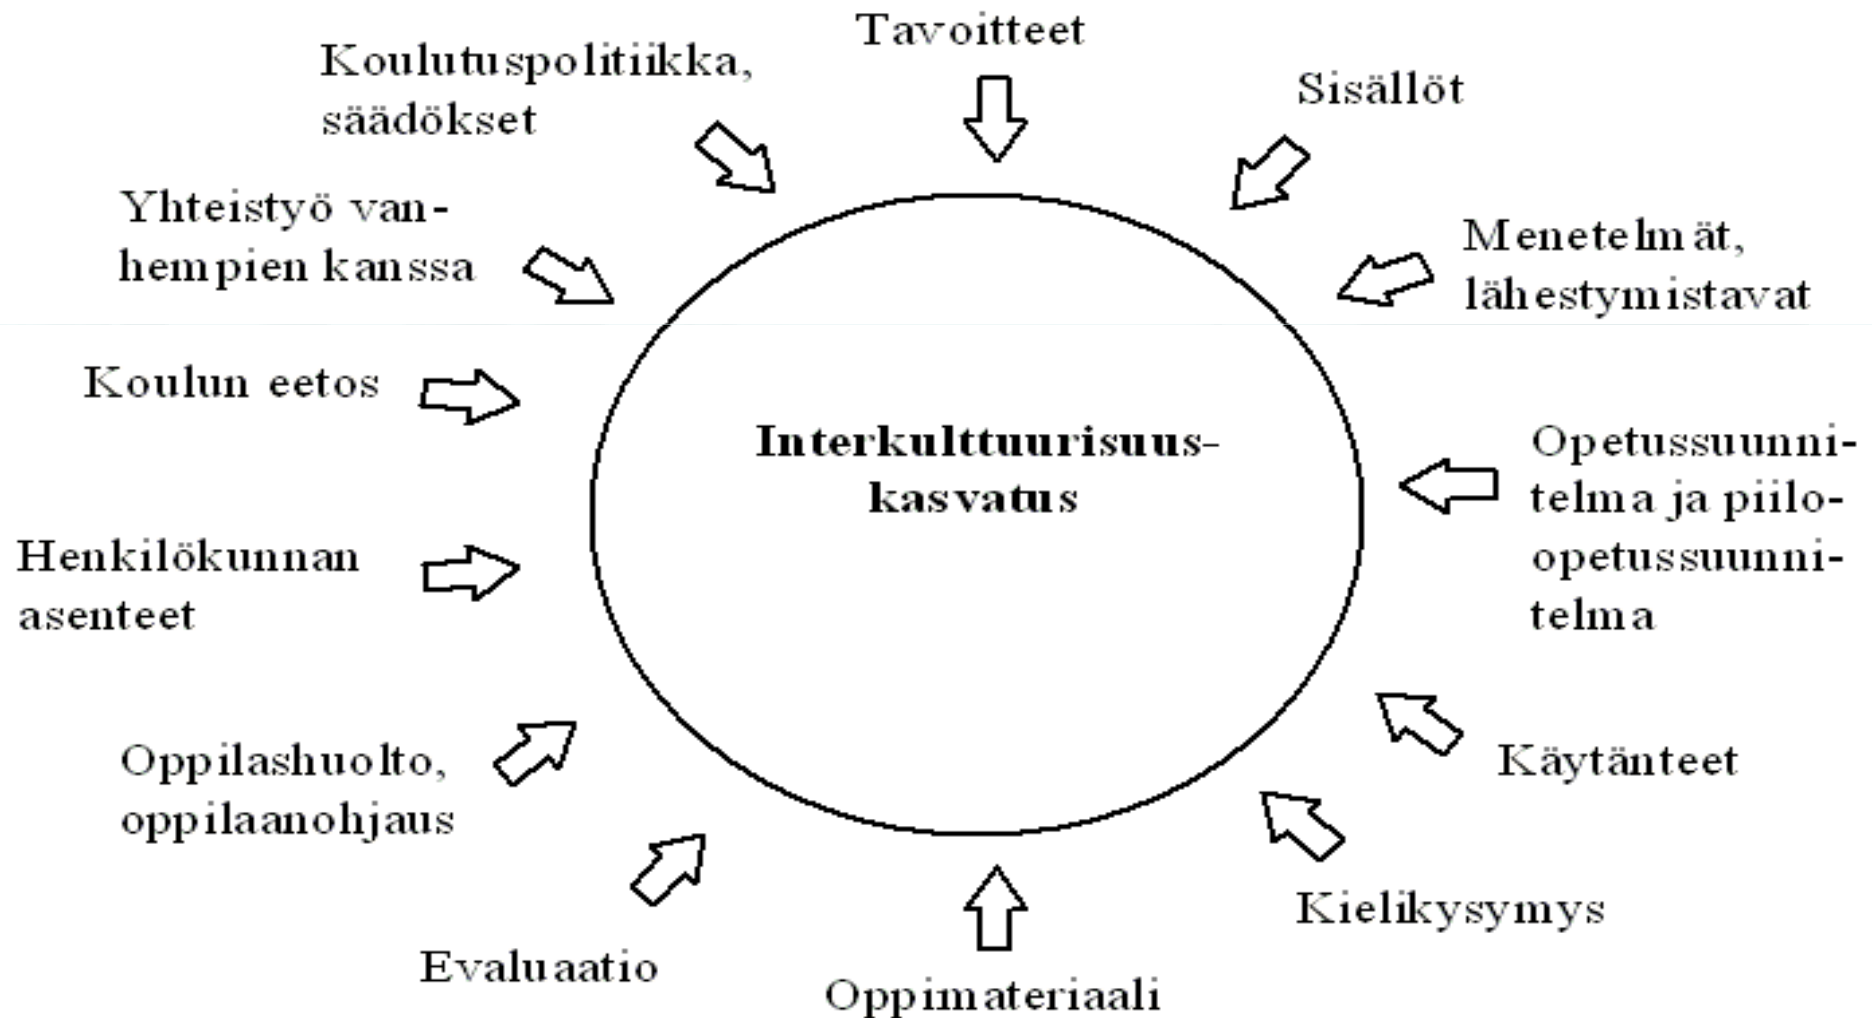 Tavoitteet
Sisällöt
Menetelmät,
lähestymistavat
Opetussuunni-
telma ja piilo-
opetussuunni-
telma
Käytänteet
Kielikysymys
Oppimateriaali
Evaluaatio
Oppilashuolto,
oppilaanohjaus
Henkilökunnan
asenteet
Koulun eetos
Yhteistyö van-
hempien kanssa
Koulutuspolitiikka,
säädökset
Interkulttuurisuus-
kasvatus